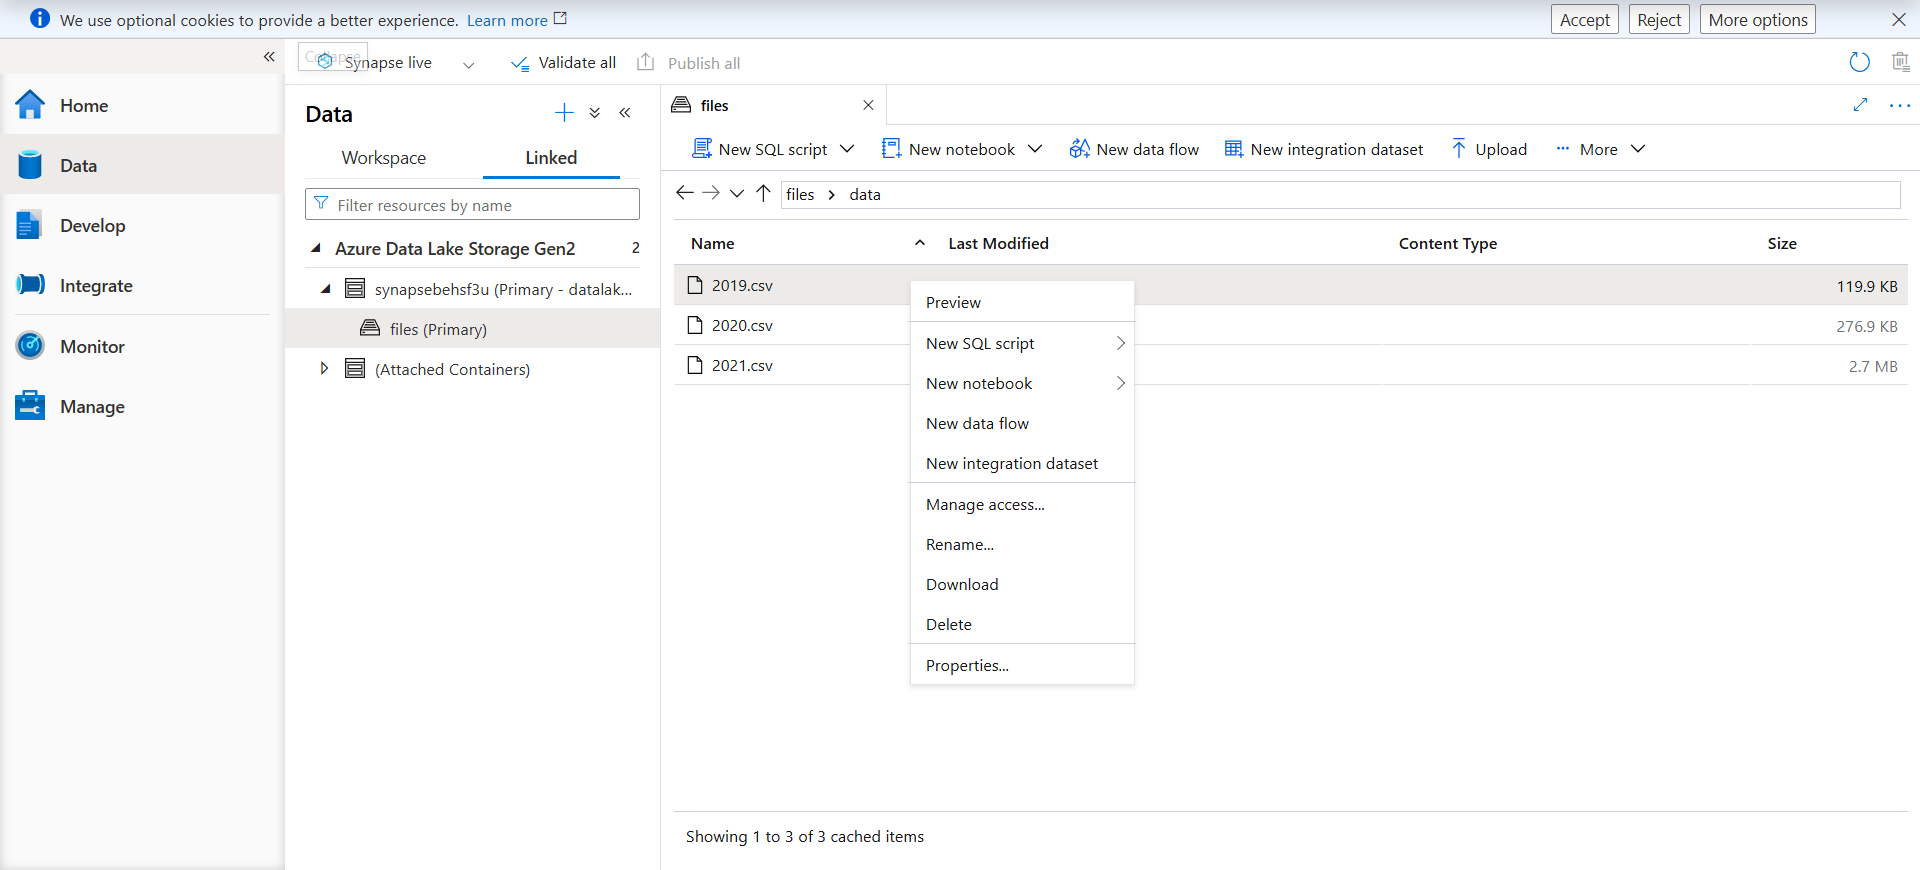 We use optional cookies to provide a better experience. Learn more
Accept
Reject
More options
Collapse
Synapse live
Validate all
Publish all
Home
Data
Develop
Integrate
Monitor
Manage
Data
Workspace
Linked
Filter resources by name
Azure Data Lake Storage Gen2 2
synapsebehsf3u (Primary - datalak...
files (Primary)
(Attached Containers)
files
New SQL script
New notebook
New data flow
New integration dataset
Upload
More
files data
Name Last Modified Content Type Size
2019.csv 119.9 KB
2020.csv 276.9 KB
2021.csv 2.7 MB
Preview
New SQL script
New notebook
New data flow
New integration dataset
Manage access...
Rename...
Download
Delete
Properties...
Showing 1 to 3 of 3 cached items